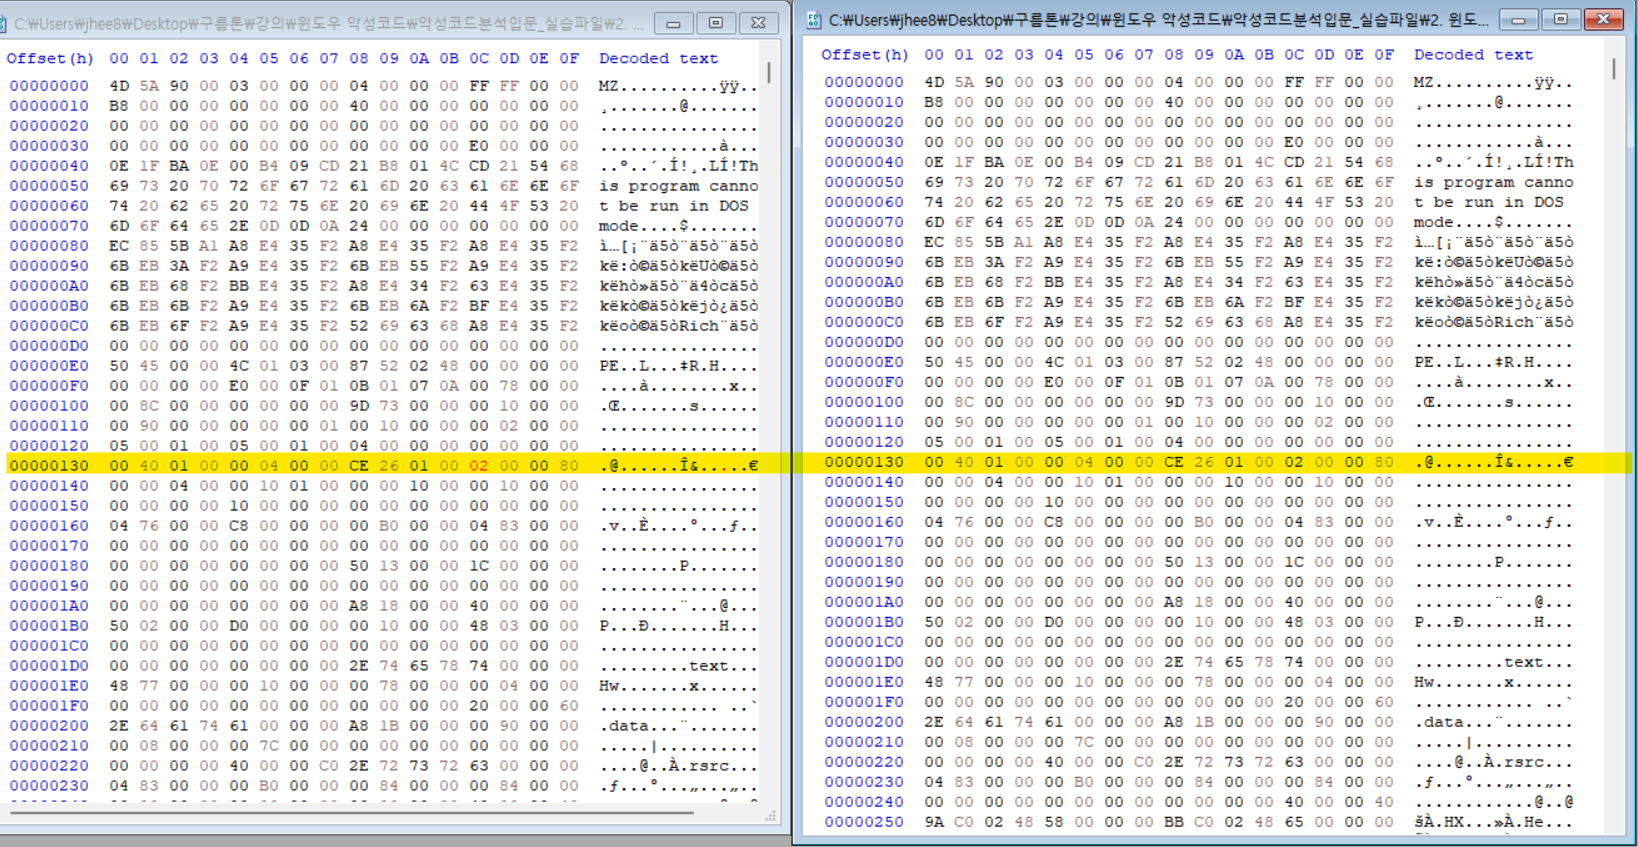 C:₩Users₩jhee8₩Desktop₩구름톤₩강의₩윈도우 악성코드₩악성코드분석입문_실습파일₩2. ...
Offset(h) 00 01 02 03 04 05 06 07 08 09 0A 0B 0C 0D 0E 0F Decoded text
00000000 4D 5A 90 00 03 00 00 00 04 00 00 00 FF FF 00 00 MZ..........ÿÿ..
00000010 B8 00 00 00 00 00 00 00 40 00 00 00 00 00 00 00 ¸.......@.......
00000020 00 00 00 00 00 00 00 00 00 00 00 00 00 00 00 00 ................
00000030 00 00 00 00 00 00 00 00 00 00 00 00 E0 00 00 00 ............à...
00000040 0E 1F BA 0E 00 B4 09 CD 21 B8 01 4C CD 21 54 68 ..º..´.Í!¸.LÍ!Th
00000050 69 73 20 70 72 6F 67 72 61 6D 20 63 61 6E 6E 6F is program canno
00000060 74 20 62 65 20 72 75 6E 20 69 6E 20 44 4F 53 20 t be run in DOS
00000070 6D 6F 64 65 2E 0D 0D 0A 24 00 00 00 00 00 00 00 mode....$.......
00000080 EC 85 5B A1 A8 E4 35 F2 A8 E4 35 F2 A8 E4 35 F2 ì…[¡¨ä5ò¨ä5ò¨ä5ò
00000090 6B EB 3A F2 A9 E4 35 F2 6B EB 55 F2 A9 E4 35 F2 kë:ò©ä5òkëUò©ä5ò
000000A0 6B EB 68 F2 BB E4 35 F2 A8 E4 34 F2 63 E4 35 F2 këhò»ä5ò¨ä4òcä5ò
000000B0 6B EB 6B F2 A9 E4 35 F2 6B EB 6A F2 BF E4 35 F2 këkò©ä5òkëjò¿ä5ò
000000C0 6B EB 6F F2 A9 E4 35 F2 52 69 63 68 A8 E4 35 F2 këoò©ä5òRich¨ä5ò
000000D0 00 00 00 00 00 00 00 00 00 00 00 00 00 00 00 00 ................
000000E0 50 45 00 00 4C 01 03 00 87 52 02 48 00 00 00 00 PE..L...‡R.H....
000000F0 00 00 00 00 E0 00 0F 01 0B 01 07 0A 00 78 00 00 ....à........x..
00000100 00 8C 00 00 00 00 00 00 9D 73 00 00 00 10 00 00 .Œ.......s......
00000110 00 90 00 00 00 00 00 01 00 10 00 00 00 02 00 00 ................
00000120 05 00 01 00 05 00 01 00 04 00 00 00 00 00 00 00 ................
00000130 00 40 01 00 00 04 00 00 CE 26 01 00 02 00 00 80 .@......Î&.....€
00000140 00 00 04 00 00 10 01 00 00 00 10 00 00 10 00 00 ................
00000150 00 00 00 00 10 00 00 00 00 00 00 00 00 00 00 00 ................
00000160 04 76 00 00 C8 00 00 00 00 B0 00 00 04 83 00 00 .v..È....°...ƒ..
00000170 00 00 00 00 00 00 00 00 00 00 00 00 00 00 00 00 ................
00000180 00 00 00 00 00 00 00 00 50 13 00 00 1C 00 00 00 ........P.......
00000190 00 00 00 00 00 00 00 00 00 00 00 00 00 00 00 00 ................
000001A0 00 00 00 00 00 00 00 00 A8 18 00 00 40 00 00 00 ........¨...@...
000001B0 50 02 00 00 D0 00 00 00 00 10 00 00 48 03 00 00 P...Ð.......H...
000001C0 00 00 00 00 00 00 00 00 00 00 00 00 00 00 00 00 ................
000001D0 00 00 00 00 00 00 00 00 2E 74 65 78 74 00 00 00 .........text...
000001E0 48 77 00 00 00 10 00 00 00 78 00 00 00 04 00 00 Hw.......x......
000001F0 00 00 00 00 00 00 00 00 00 00 00 00 20 00 00 60 ............ ..`
00000200 2E 64 61 74 61 00 00 00 A8 1B 00 00 00 90 00 00 .data...¨.......
00000210 00 08 00 00 00 7C 00 00 00 00 00 00 00 00 00 00 .....|..........
00000220 00 00 00 00 40 00 00 C0 2E 72 73 72 63 00 00 00 ....@..À.rsrc...
00000230 04 83 00 00 00 B0 00 00 00 84 00 00 00 84 00 00 .ƒ...°...„...„..
C:₩Users₩jhee8₩Desktop₩구름톤₩강의₩윈도우 악성코드₩악성코드분석입문_실습파일₩2. 윈도...
Offset(h) 00 01 02 03 04 05 06 07 08 09 0A 0B 0C 0D 0E 0F Decoded text
00000000 4D 5A 90 00 03 00 00 00 04 00 00 00 FF FF 00 00 MZ..........ÿÿ..
00000010 B8 00 00 00 00 00 00 00 40 00 00 00 00 00 00 00 ¸.......@.......
00000020 00 00 00 00 00 00 00 00 00 00 00 00 00 00 00 00 ................
00000030 00 00 00 00 00 00 00 00 00 00 00 00 E0 00 00 00 ............à...
00000040 0E 1F BA 0E 00 B4 09 CD 21 B8 01 4C CD 21 54 68 ..º..´.Í!¸.LÍ!Th
00000050 69 73 20 70 72 6F 67 72 61 6D 20 63 61 6E 6E 6F is program canno
00000060 74 20 62 65 20 72 75 6E 20 69 6E 20 44 4F 53 20 t be run in DOS
00000070 6D 6F 64 65 2E 0D 0D 0A 24 00 00 00 00 00 00 00 mode....$.......
00000080 EC 85 5B A1 A8 E4 35 F2 A8 E4 35 F2 A8 E4 35 F2 ì…[¡¨ä5ò¨ä5ò¨ä5ò
00000090 6B EB 3A F2 A9 E4 35 F2 6B EB 55 F2 A9 E4 35 F2 kë:ò©ä5òkëUò©ä5ò
000000A0 6B EB 68 F2 BB E4 35 F2 A8 E4 34 F2 63 E4 35 F2 këhò»ä5ò¨ä4òcä5ò
000000B0 6B EB 6B F2 A9 E4 35 F2 6B EB 6A F2 BF E4 35 F2 këkò©ä5òkëjò¿ä5ò
000000C0 6B EB 6F F2 A9 E4 35 F2 52 69 63 68 A8 E4 35 F2 këoò©ä5òRich¨ä5ò
000000D0 00 00 00 00 00 00 00 00 00 00 00 00 00 00 00 00 ................
000000E0 50 45 00 00 4C 01 03 00 87 52 02 48 00 00 00 00 PE..L...‡R.H....
000000F0 00 00 00 00 E0 00 0F 01 0B 01 07 0A 00 78 00 00 ....à........x..
00000100 00 8C 00 00 00 00 00 00 9D 73 00 00 00 10 00 00 .Œ.......s......
00000110 00 90 00 00 00 00 00 01 00 10 00 00 00 02 00 00 ................
00000120 05 00 01 00 05 00 01 00 04 00 00 00 00 00 00 00 ................
00000130 00 40 01 00 00 04 00 00 CE 26 01 00 02 00 00 80 .@......Î&.....€
00000140 00 00 04 00 00 10 01 00 00 00 10 00 00 10 00 00 ................
00000150 00 00 00 00 10 00 00 00 00 00 00 00 00 00 00 00 ................
00000160 04 76 00 00 C8 00 00 00 00 B0 00 00 04 83 00 00 .v..È....°...ƒ..
00000170 00 00 00 00 00 00 00 00 00 00 00 00 00 00 00 00 ................
00000180 00 00 00 00 00 00 00 00 50 13 00 00 1C 00 00 00 ........P.......
00000190 00 00 00 00 00 00 00 00 00 00 00 00 00 00 00 00 ................
000001A0 00 00 00 00 00 00 00 00 A8 18 00 00 40 00 00 00 ........¨...@...
000001B0 50 02 00 00 D0 00 00 00 00 10 00 00 48 03 00 00 P...Ð.......H...
000001C0 00 00 00 00 00 00 00 00 00 00 00 00 00 00 00 00 ................
000001D0 00 00 00 00 00 00 00 00 2E 74 65 78 74 00 00 00 .........text...
000001E0 48 77 00 00 00 10 00 00 00 78 00 00 00 04 00 00 Hw.......x......
000001F0 00 00 00 00 00 00 00 00 00 00 00 00 20 00 00 60 ............ ..`
00000200 2E 64 61 74 61 00 00 00 A8 1B 00 00 00 90 00 00 .data...¨.......
00000210 00 08 00 00 00 7C 00 00 00 00 00 00 00 00 00 00 .....|..........
00000220 00 00 00 00 40 00 00 C0 2E 72 73 72 63 00 00 00 ....@..À.rsrc...
00000230 04 83 00 00 00 B0 00 00 00 84 00 00 00 84 00 00 .ƒ...°...„...„..
00000240 00 00 00 00 00 00 00 00 00 00 00 00 40 00 00 40 ............@..@
00000250 9A C0 02 48 58 00 00 00 BB C0 02 48 65 00 00 00 šÀ.HX...»À.He...